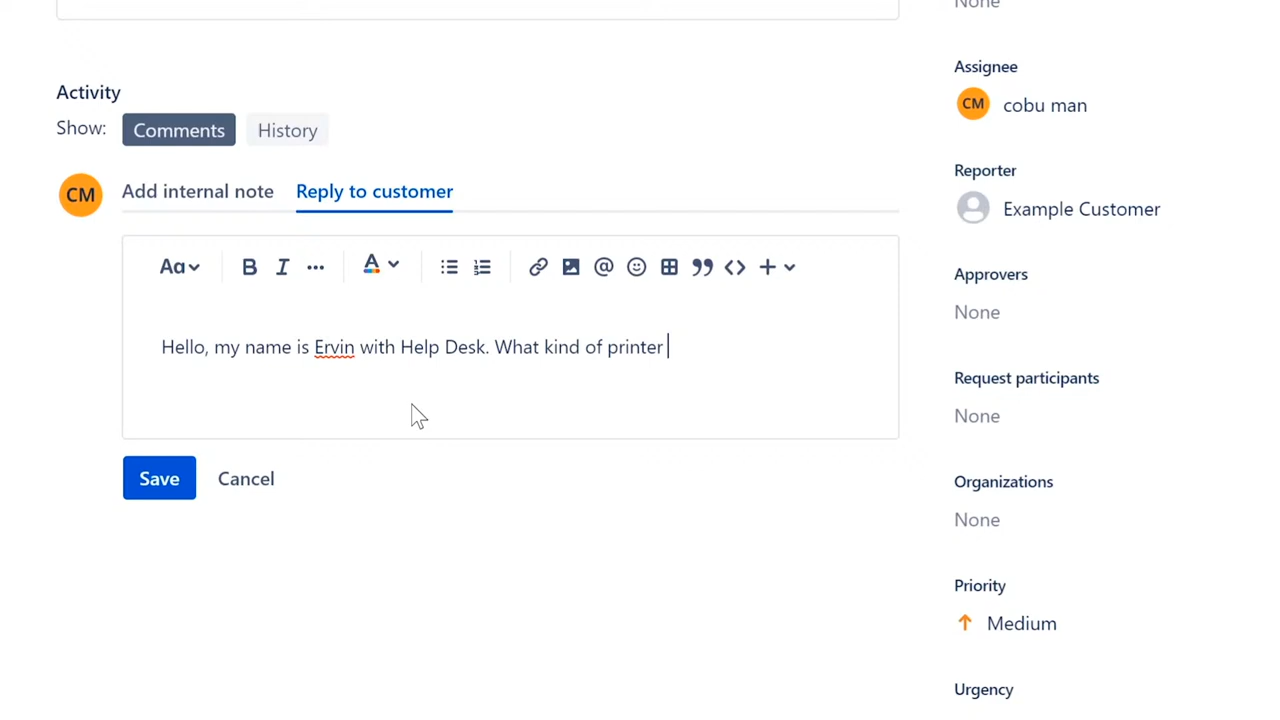 None
Assignee
CM cobu man
Activity
Show: Comments History
Reporter
CM Add internal note Reply to customer
Example Customer
Aa B I ... A
Approvers
None
Hello, my name is Ervin with Help Desk. What kind of printer
Request participants
None
Save Cancel
Organizations
None
Priority
Medium
Urgency